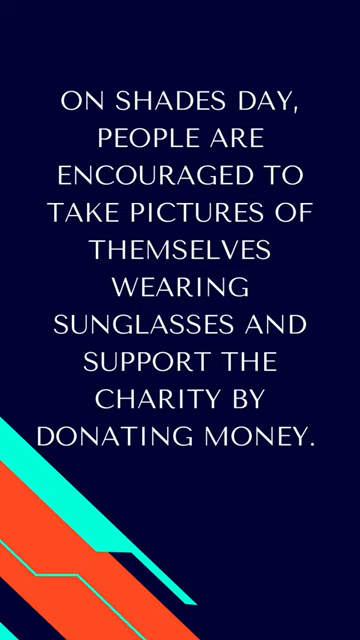 ON SHADES DAY,
PEOPLE ARE
ENCOURAGED TO
TAKE PICTURES OF
THEMSELVES
WEARING
SUNGLASSES AND
SUPPORT THE
CHARITY BY
DONATING MONEY.